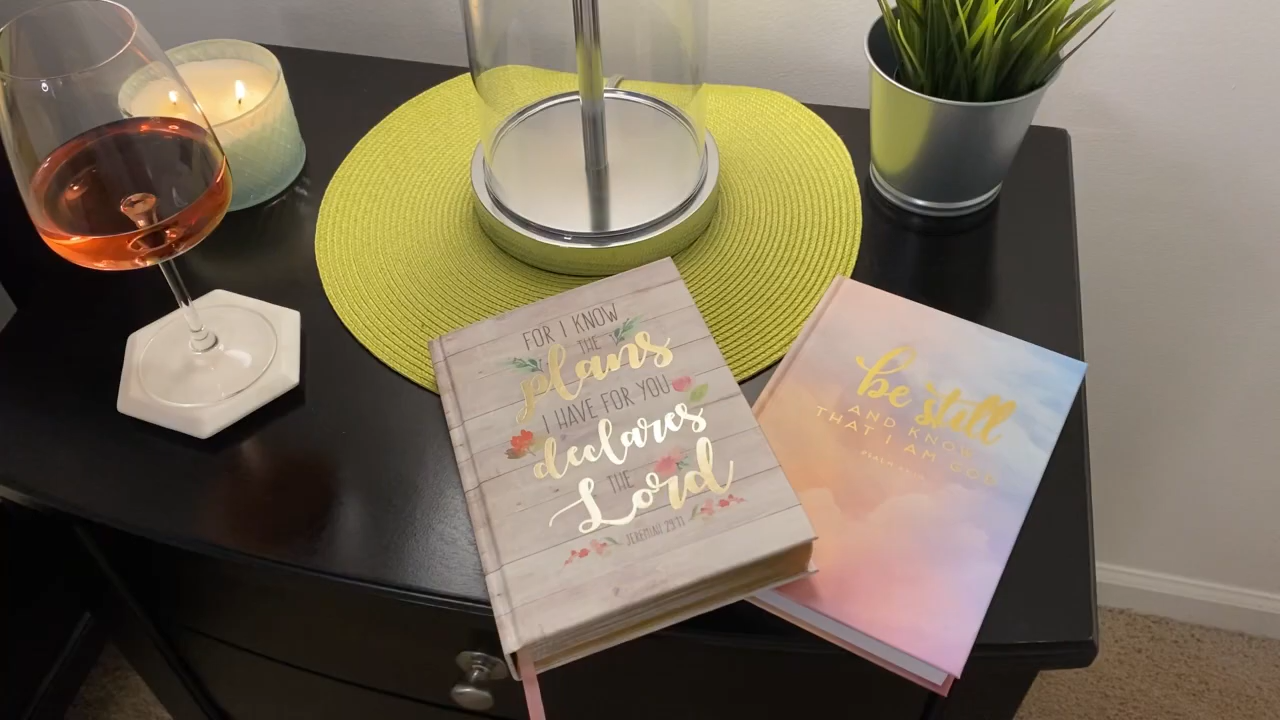 FOR I KNOW
THE
plans
I HAVE FOR YOU
declares
THE
Lord
JEREMIAH 29:11
be still
AND KNOW
THAT I AM GOD
PSALM